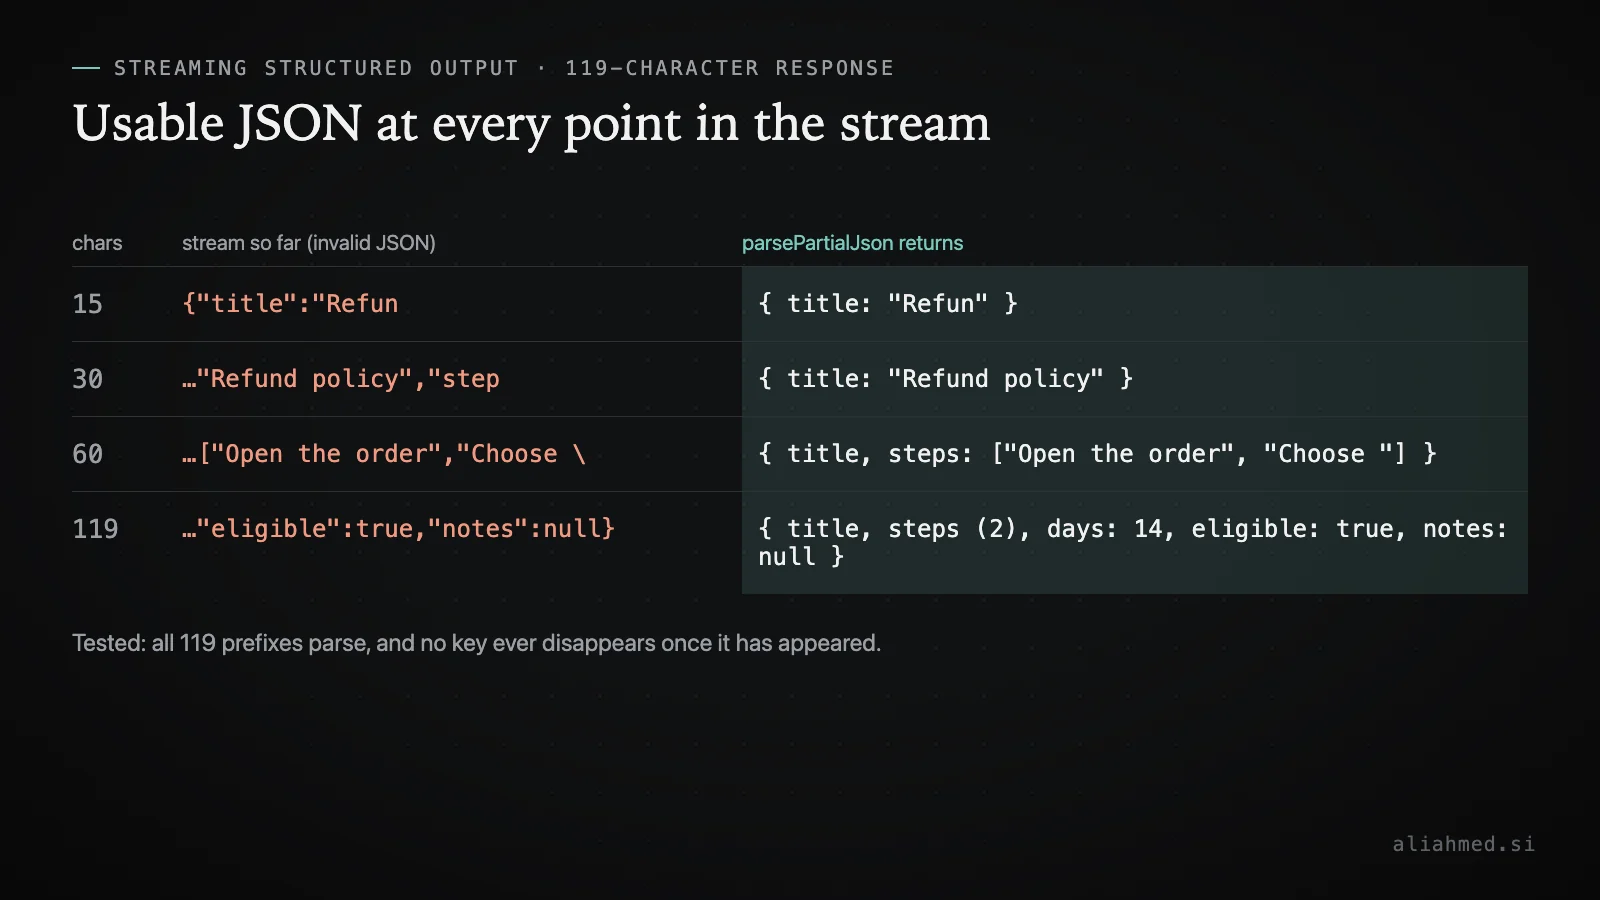 STREAMING STRUCTURED OUTPUT · 119-CHARACTER RESPONSE
Usable JSON at every point in the stream
chars stream so far (invalid JSON) parsePartialJson returns
15 {"title":"Refun { title: "Refun" }
30 …"Refund policy","step { title: "Refund policy" }
60 …["Open the order","Choose \ { title, steps: ["Open the order", "Choose "] }
119 …"eligible":true,"notes":null} { title, steps (2), days: 14, eligible: true, notes:
null }
Tested: all 119 prefixes parse, and no key ever disappears once it has appeared.
aliahmed.si